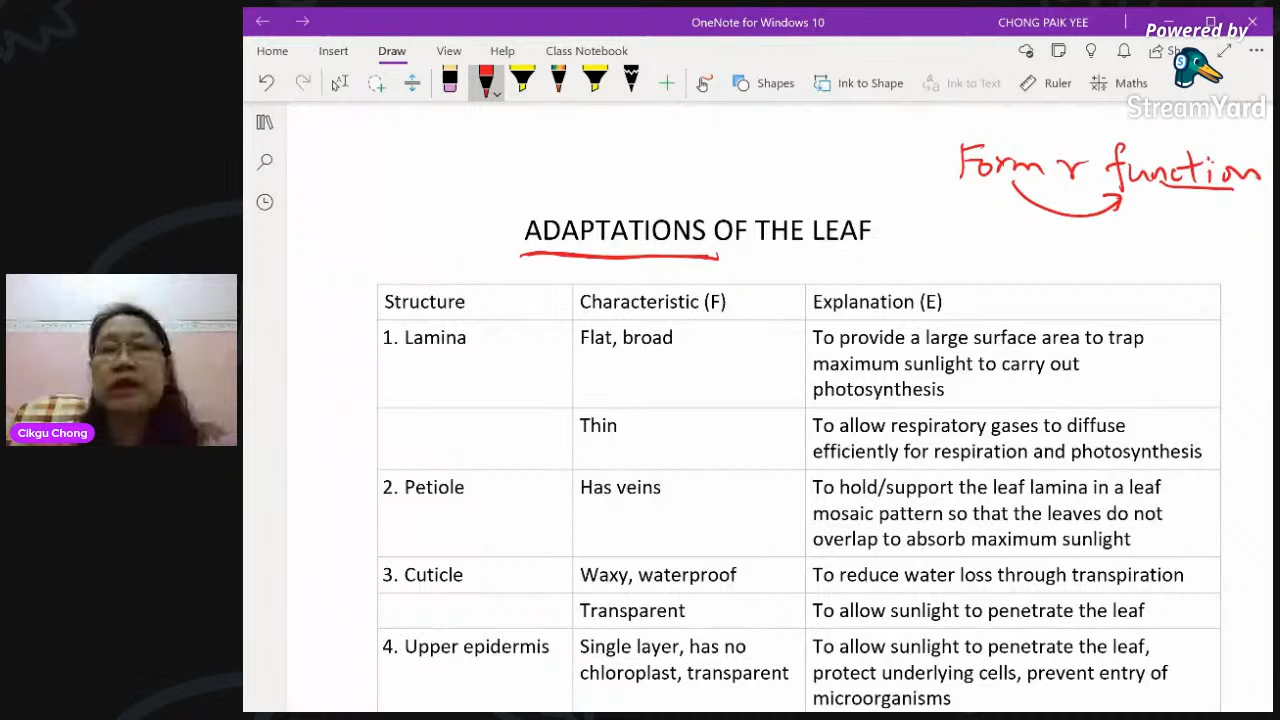 OneNote for Windows 10
CHONG PAIK YEE
Powered by
StreamYard
Home Insert Draw View Help Class Notebook
Shapes Ink to Shape Ink to Text Ruler Maths
Form r function
ADAPTATIONS OF THE LEAF
Structure Characteristic (F) Explanation (E)
1. Lamina Flat, broad To provide a large surface area to trap
maximum sunlight to carry out
photosynthesis
Thin To allow respiratory gases to diffuse
efficiently for respiration and photosynthesis
2. Petiole Has veins To hold/support the leaf lamina in a leaf
mosaic pattern so that the leaves do not
overlap to absorb maximum sunlight
3. Cuticle Waxy, waterproof To reduce water loss through transpiration
Transparent To allow sunlight to penetrate the leaf
4. Upper epidermis Single layer, has no To allow sunlight to penetrate the leaf,
chloroplast, transparent protect underlying cells, prevent entry of
microorganisms
Cikgu Chong